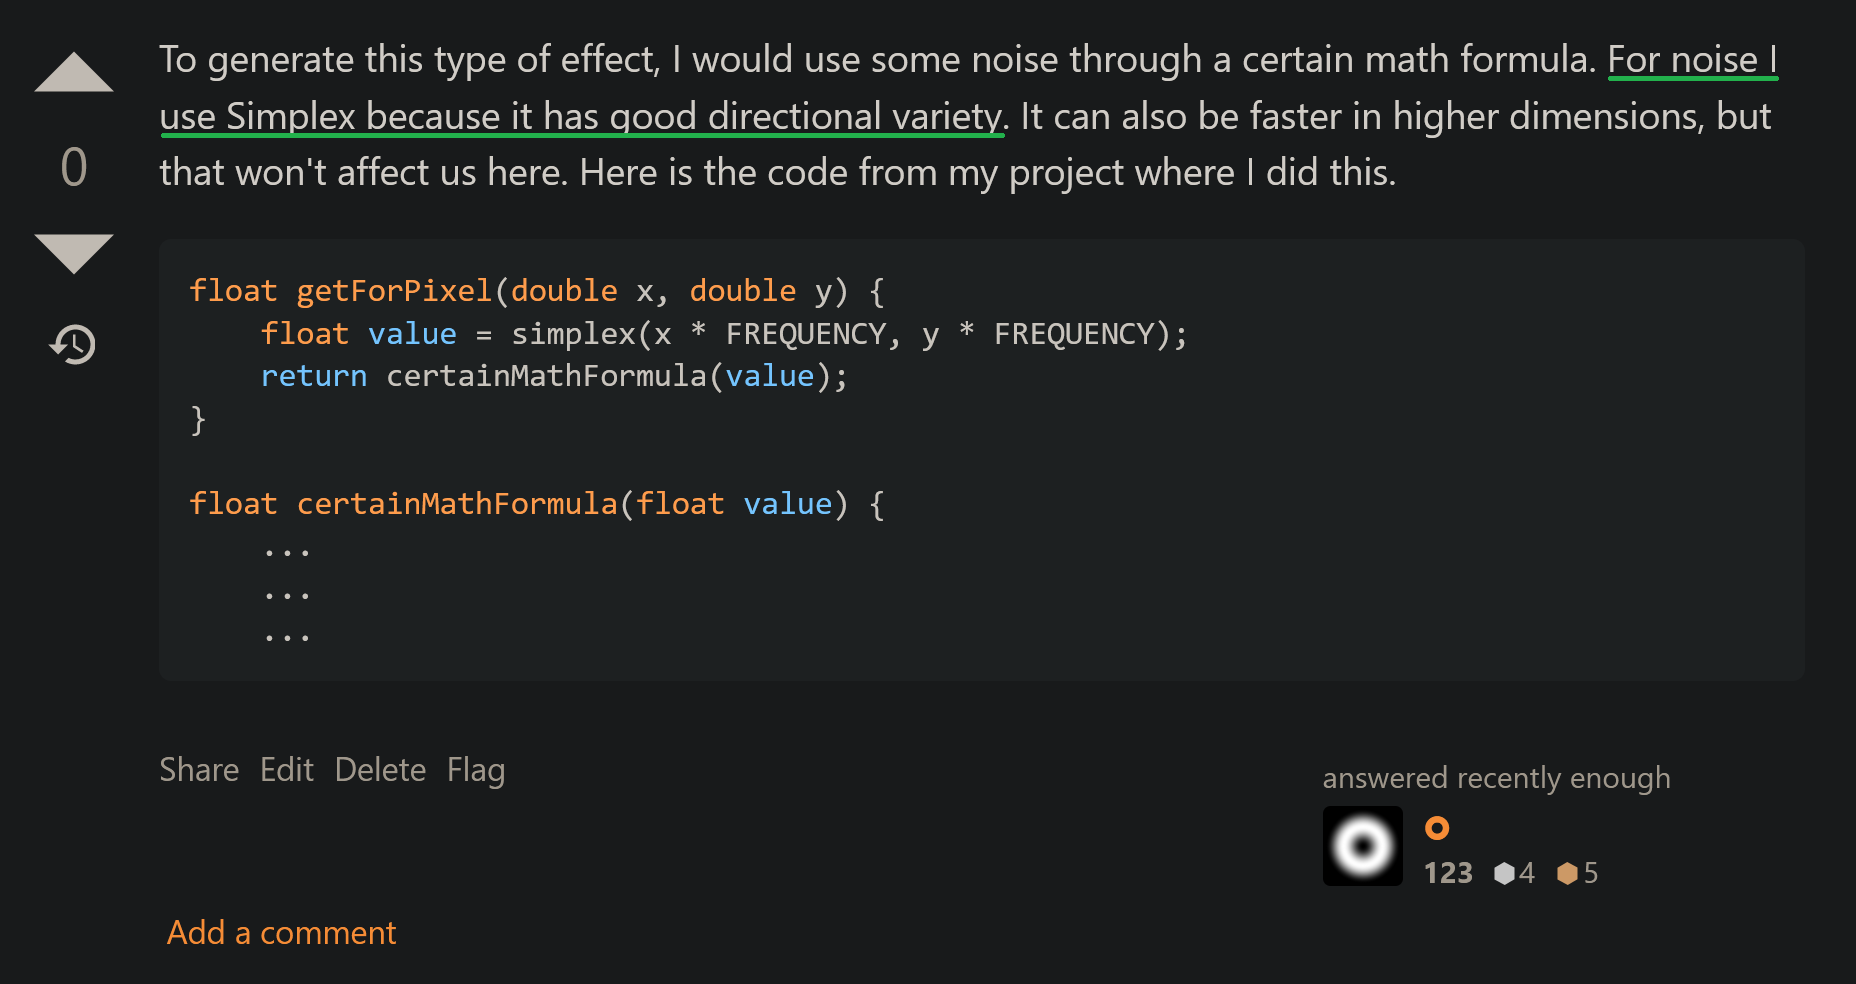 To generate this type of effect, I would use some noise through a certain math formula. For noise I
use Simplex because it has good directional variety. It can also be faster in higher dimensions, but
that won't affect us here. Here is the code from my project where I did this.
0
float getForPixel(double x, double y) {
    float value = simplex(x * FREQUENCY, y * FREQUENCY);
    return certainMathFormula(value);
}
float certainMathFormula(float value) {
    ...
    ...
    ...
Share Edit Delete Flag
answered recently enough
123 4 5
Add a comment